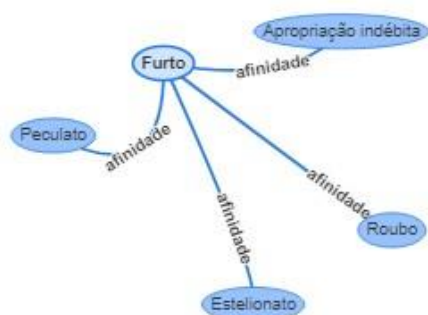 Apropriação indébita
Furto
afinidade
Peculato
afinidade
afinidade
afinidade
Roubo
Estelionato